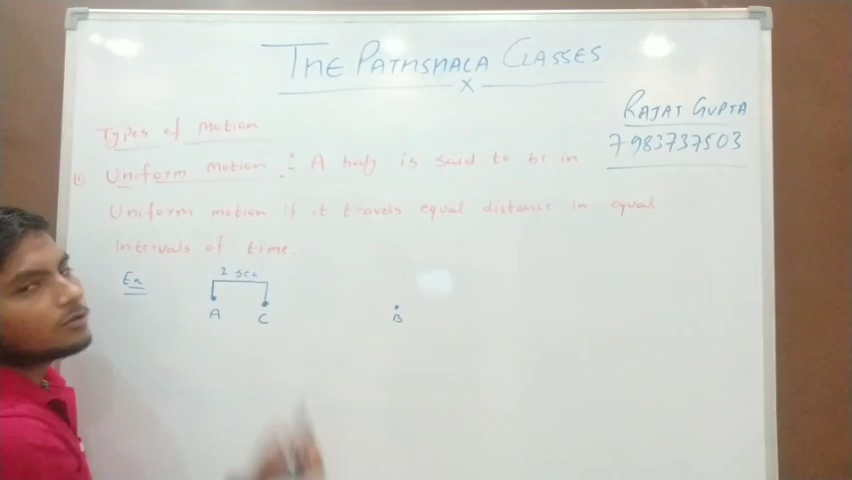 THE PATHSHALA CLASSES
X
RAJAT GUPTA
7983737503
Types of motion
(i) Uniform motion :- A body is said to be in
Uniform motion if it travels equal distance in equal
Intervals of time.
Ex
2 sec
A C B